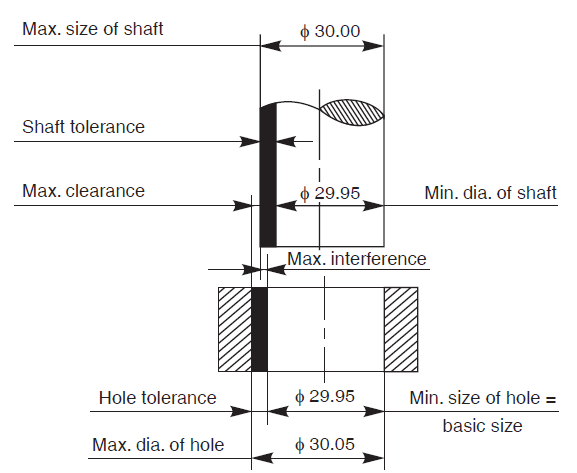 Max. size of shaft
ϕ 30.00
Shaft tolerance
Max. clearance
ϕ 29.95
Min. dia. of shaft
Max. interference
Hole tolerance
ϕ 29.95
Min. size of hole =
basic size
Max. dia. of hole
ϕ 30.05